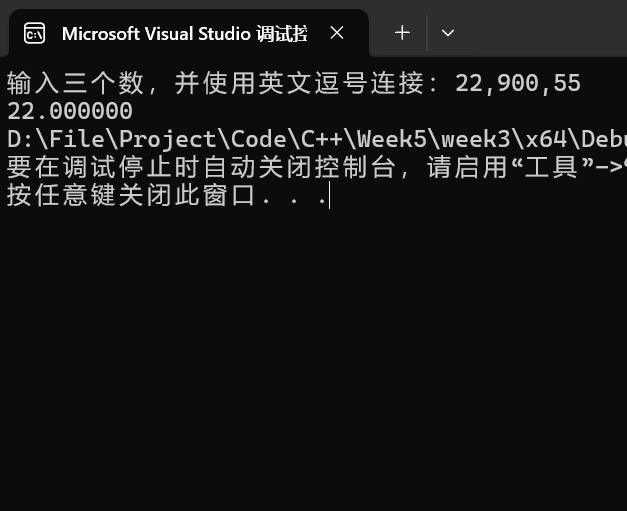 Microsoft Visual Studio 调试控
输入三个数，并使用英文逗号连接：22,900,55
22.000000
D:\File\Project\Code\C++\Week5\week3\x64\Debu
要在调试停止时自动关闭控制台，请启用“工具”->
按任意键关闭此窗口. . .